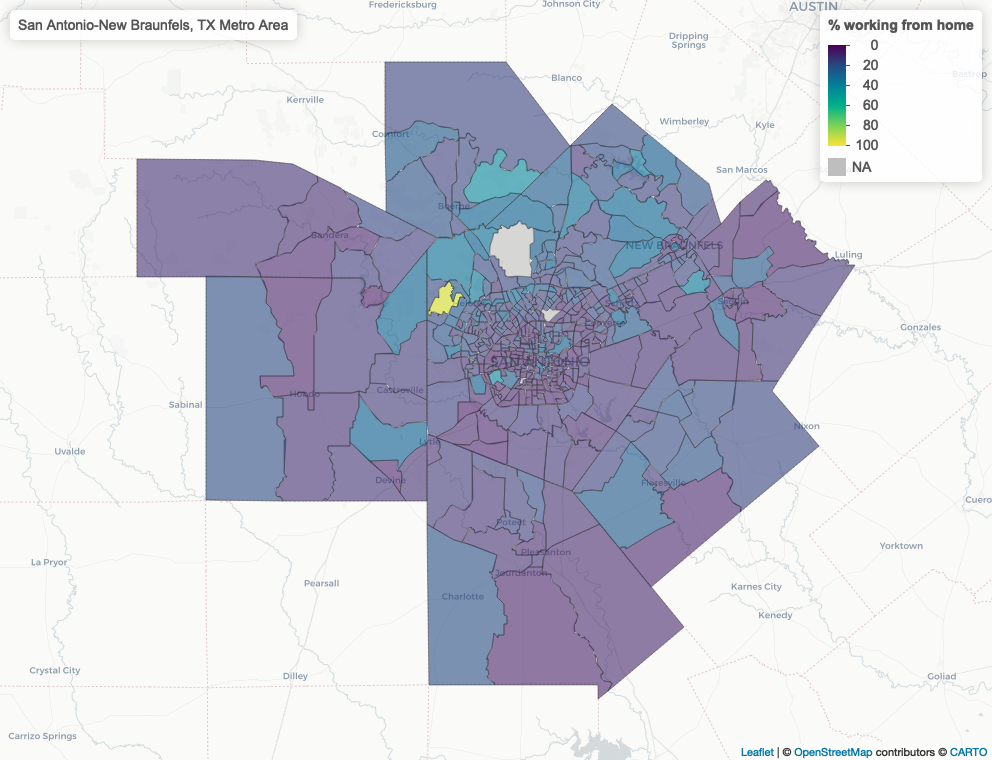 San Antonio-New Braunfels, TX Metro Area
% working from home
0
20
40
60
80
100
NA
Fredericksburg
Johnson City
AUSTIN
Dripping
Springs
Bastrop
Blanco
Kerrville
Wimberley
Kyle
Comfort
San Marcos
Boerne
Bandera
NEW BRAUNFELS
Luling
Gonzales
SAN ANTONIO
Castroville
Hondo
Sabinal
Nixon
Uvalde
Lytle
Devine
Floresville
Cuero
Poteet
Yorktown
Pleasanton
La Pryor
Jourdanton
Pearsall
Karnes City
Charlotte
Kenedy
Crystal City
Dilley
Goliad
Carrizo Springs
Leaflet | © OpenStreetMap contributors © CARTO